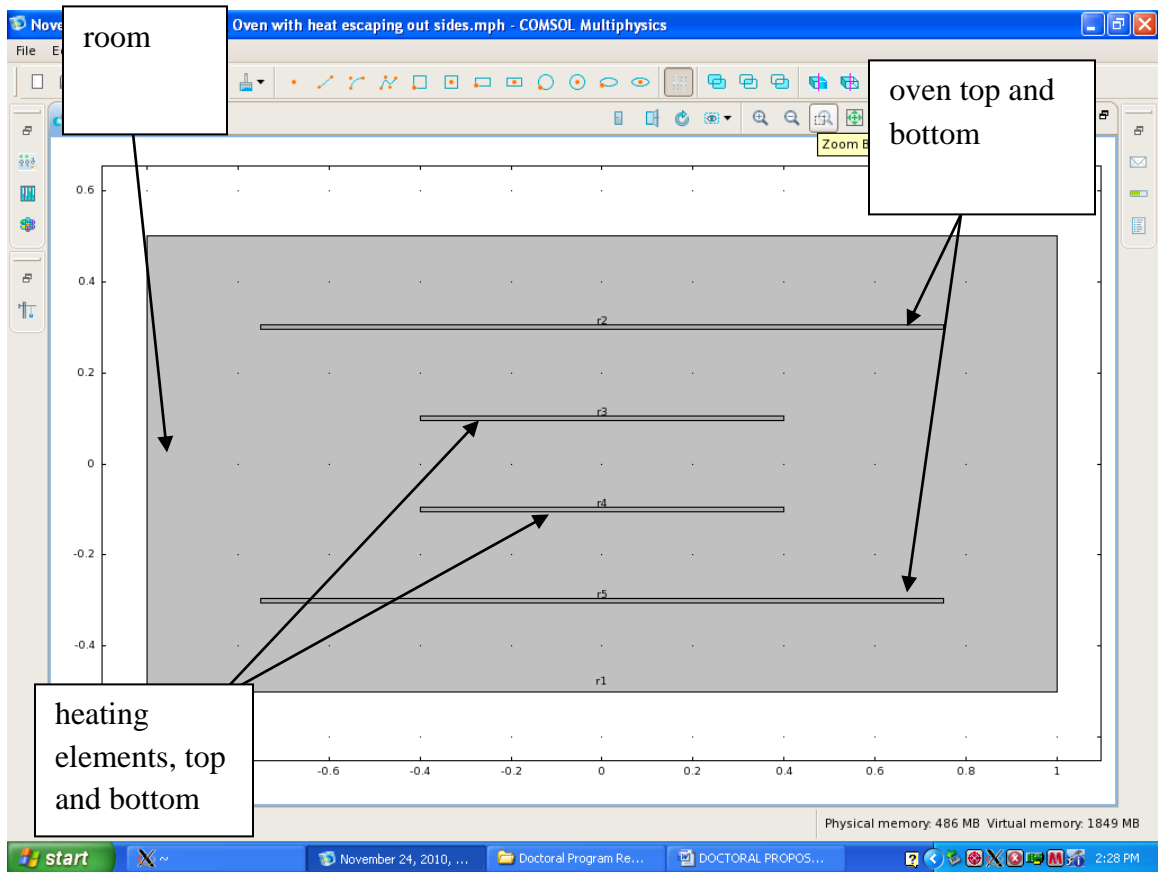 Nove
Oven with heat escaping out sides.mph - COMSOL Multiphysics
File
room
oven top and
bottom
Zoom B
0.6
0.4
0.2
0
-0.2
-0.4
r2
r3
r4
r5
r1
-0.6 -0.4 -0.2 0 0.2 0.4 0.6 0.8 1
heating
elements, top
and bottom
Physical memory: 486 MB Virtual memory: 1849 MB
start
~
November 24, 2010, ...
Doctoral Program Re...
DOCTORAL PROPOS...
2:28 PM